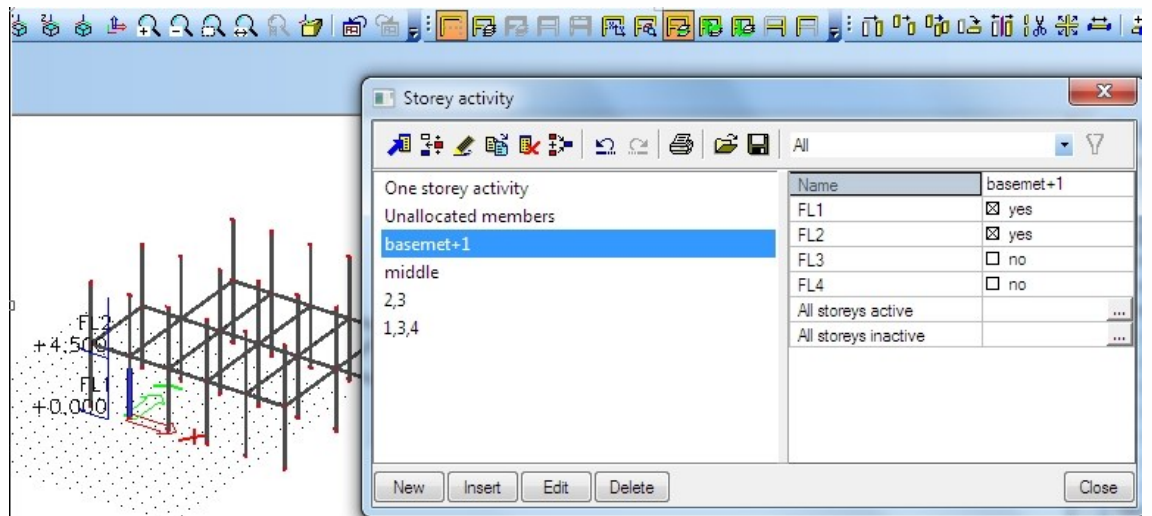 Storey activity
All
One storey activity
Unallocated members
basemet+1
middle
2,3
1,3,4
Name basemet+1
FL1 yes
FL2 yes
FL3 no
FL4 no
All storeys active ...
All storeys inactive ...
FL2
+4,500
FL1
+0.000
New Insert Edit Delete Close